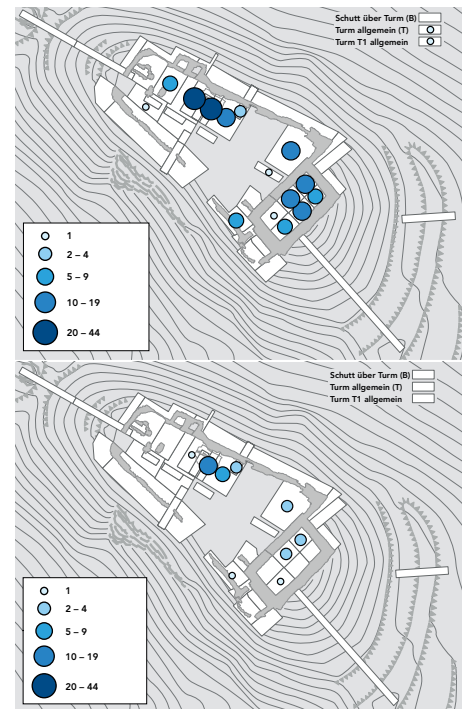 Schutt über Turm (B)
Turm allgemein (T)
Turm T1 allgemein
1
2 – 4
5 – 9
10 – 19
20 – 44
Schutt über Turm (B)
Turm allgemein (T)
Turm T1 allgemein
1
2 – 4
5 – 9
10 – 19
20 – 44